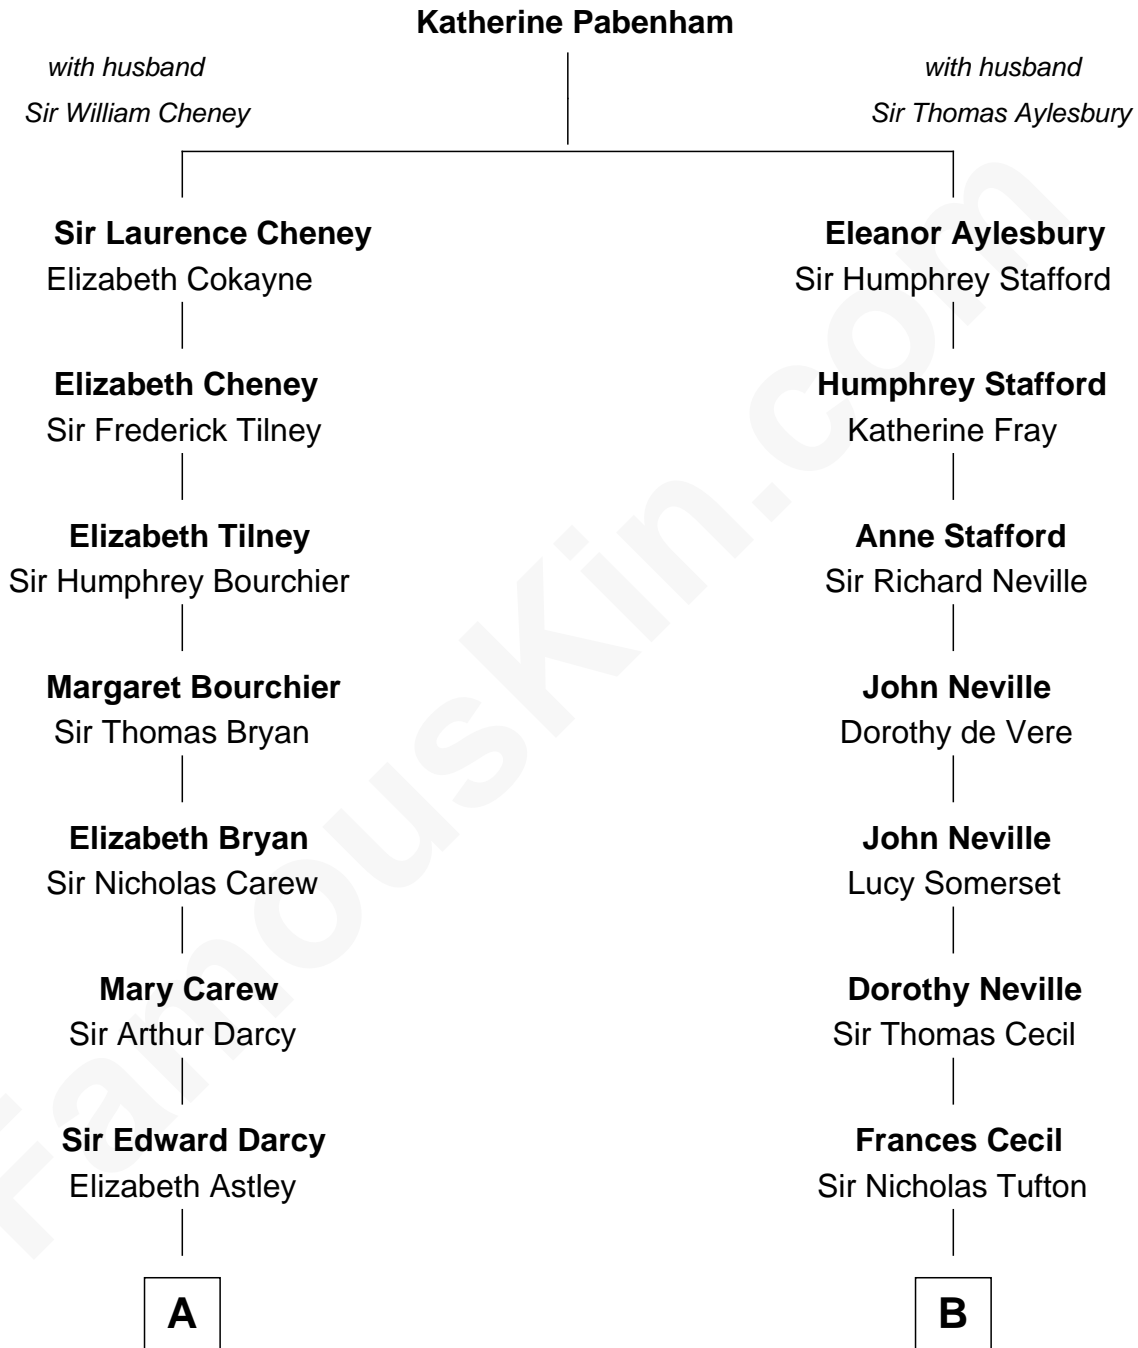 Katherine Pabenham
with husband
Sir William Cheney
with husband
Sir Thomas Aylesbury
Sir Laurence Cheney
Elizabeth Cokayne
Eleanor Aylesbury
Sir Humphrey Stafford
Elizabeth Cheney
Sir Frederick Tilney
Humphrey Stafford
Katherine Fray
Elizabeth Tilney
Sir Humphrey Bourchier
Anne Stafford
Sir Richard Neville
Margaret Bourchier
Sir Thomas Bryan
John Neville
Dorothy de Vere
Elizabeth Bryan
Sir Nicholas Carew
John Neville
Lucy Somerset
Mary Carew
Sir Arthur Darcy
Dorothy Neville
Sir Thomas Cecil
Sir Edward Darcy
Elizabeth Astley
Frances Cecil
Sir Nicholas Tufton
A
B
FamousKin.com